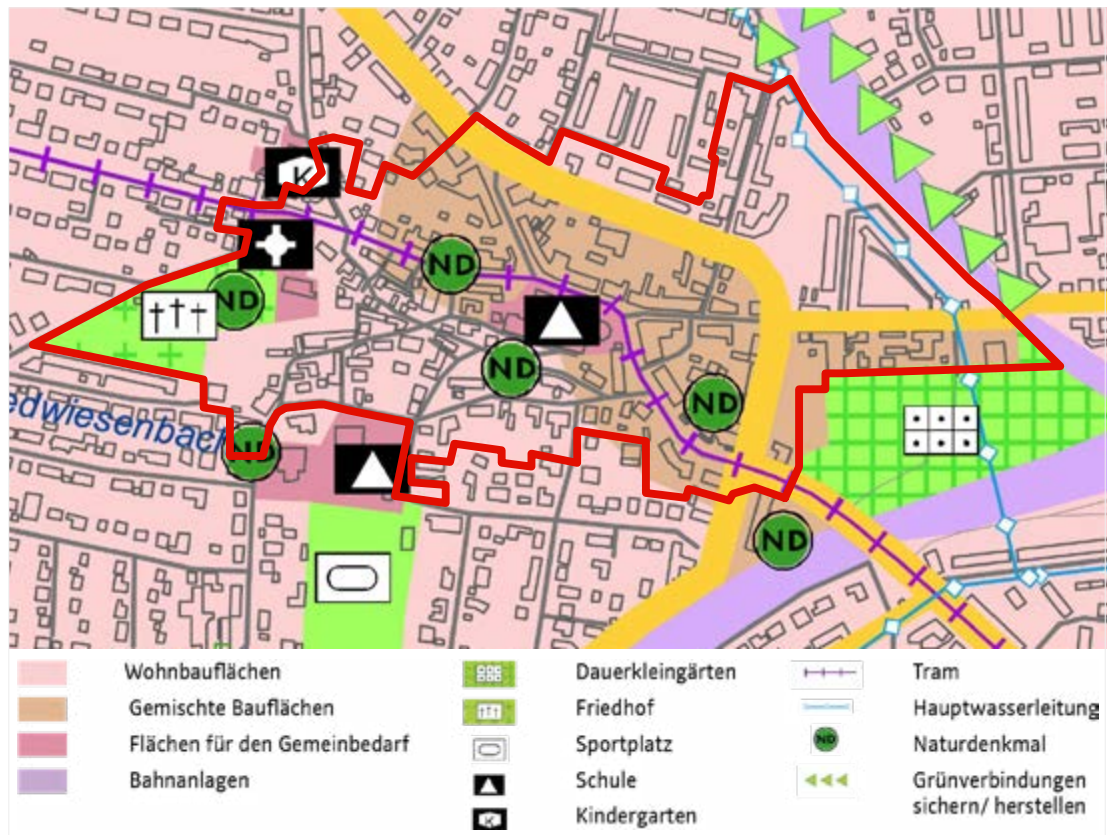 K
ND
ND
ND
ND
edwiesenbach
ND
ND
Wohnbauflächen
Gemischte Bauflächen
Flächen für den Gemeinbedarf
Bahnanlagen
Dauerkleingärten
Friedhof
Sportplatz
Schule
K
Kindergarten
Tram
Hauptwasserleitung
ND
Naturdenkmal
Grünverbindungen
sichern/ herstellen